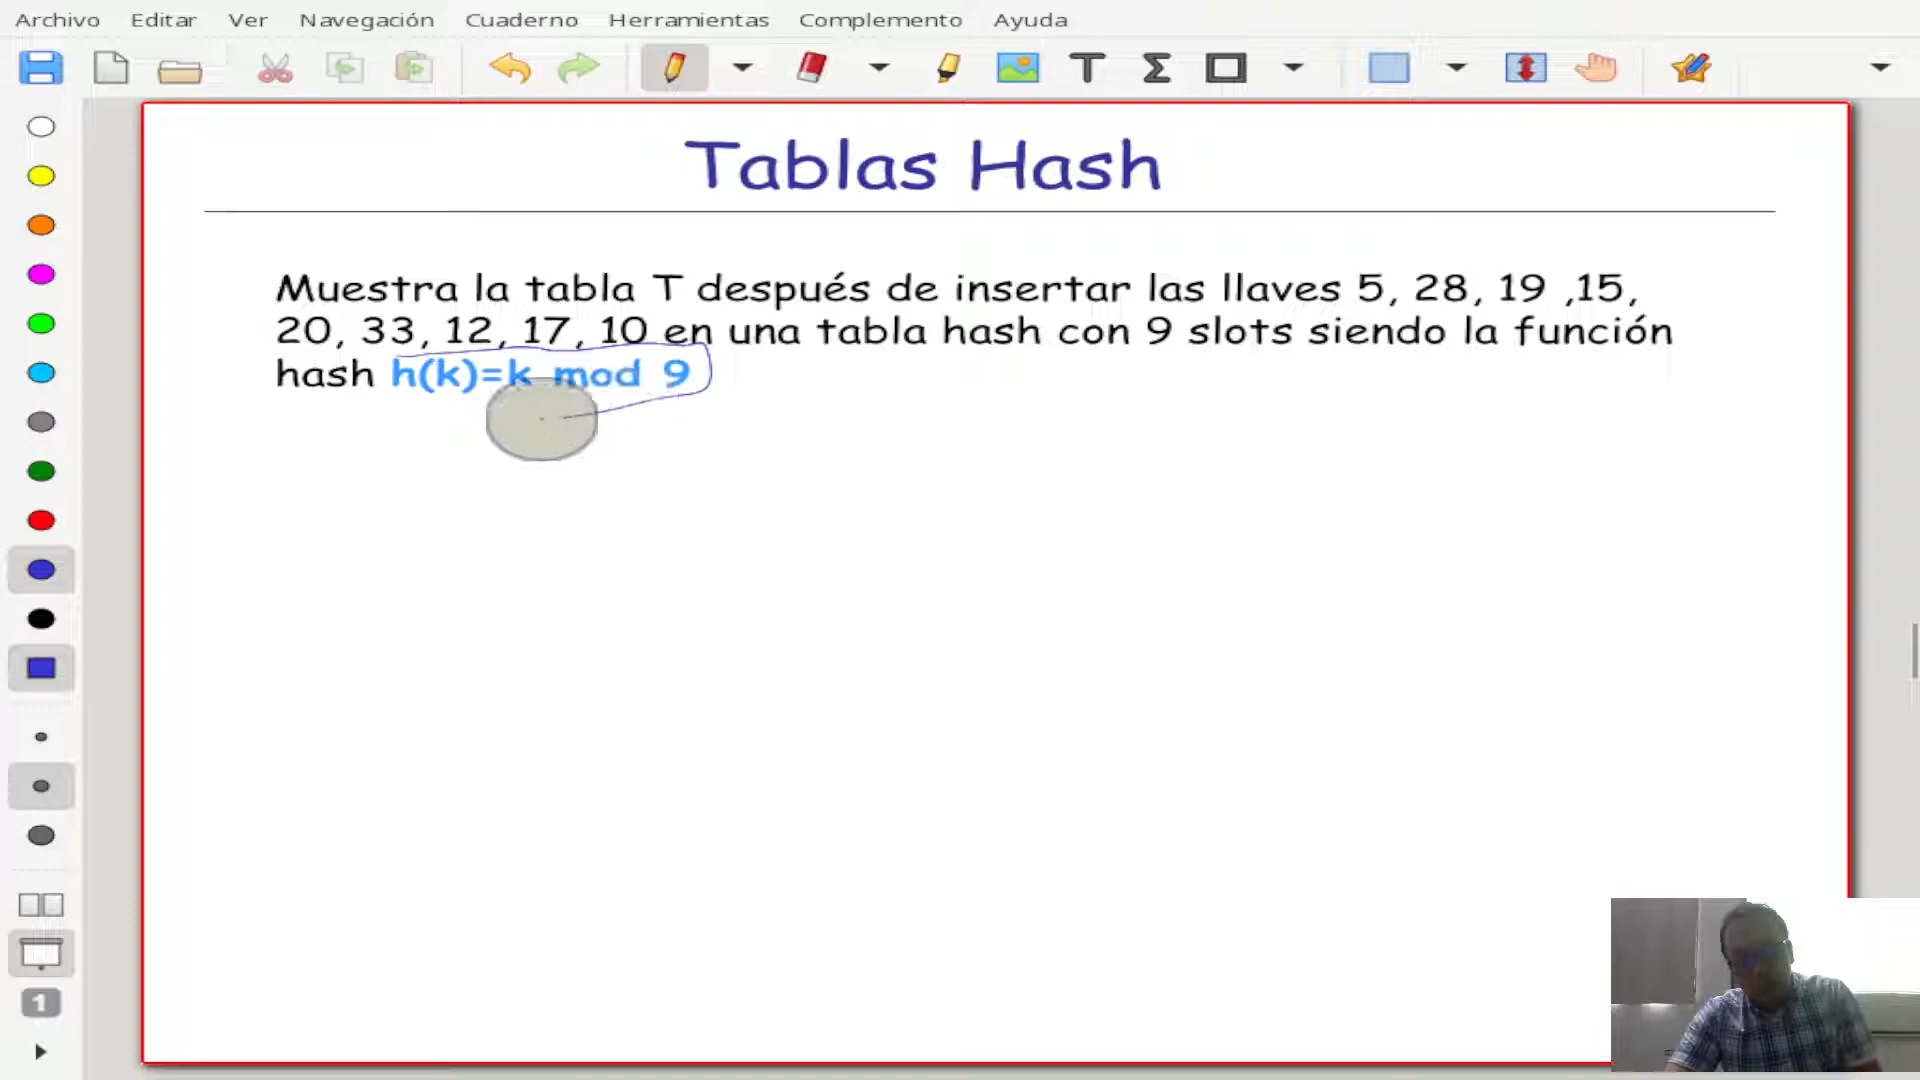 Archivo Editar Ver Navegación Cuaderno Herramientas Complemento Ayuda
Tablas Hash
Muestra la tabla T después de insertar las llaves 5, 28, 19 ,15,
20, 33, 12, 17, 10 en una tabla hash con 9 slots siendo la función
hash h(k)=k mod 9
1